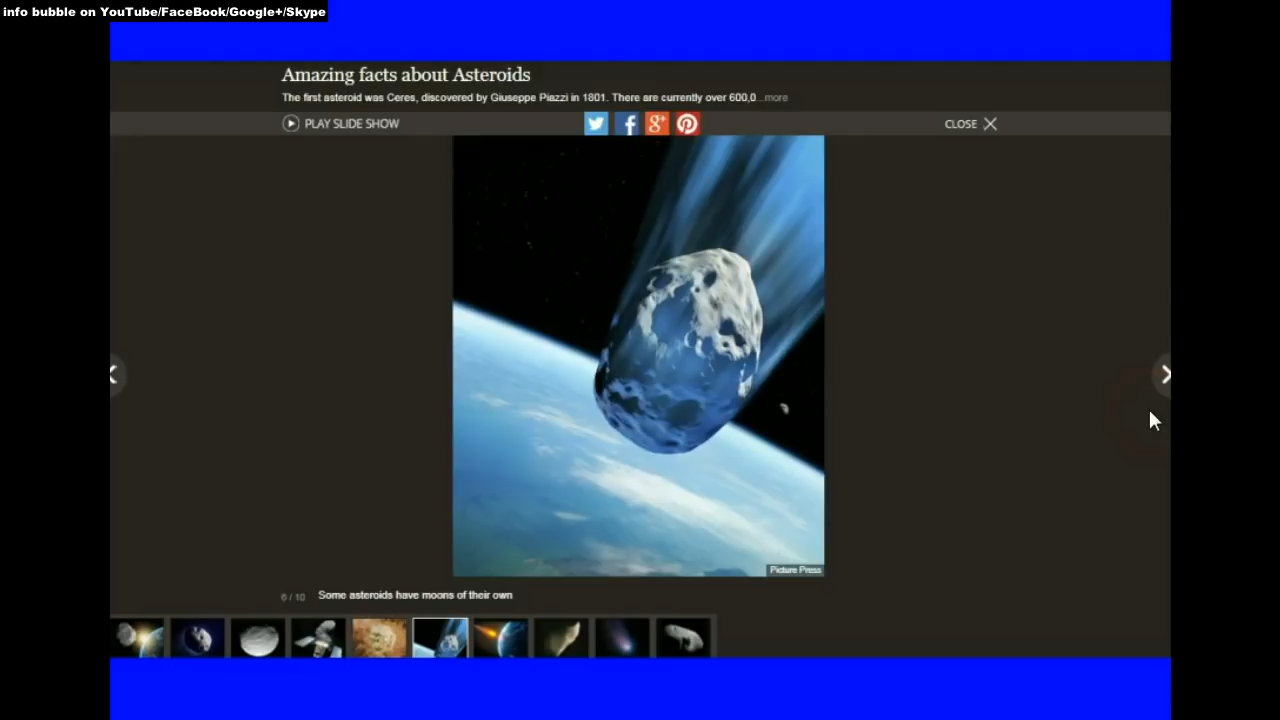 info bubble on YouTube/FaceBook/Google+/Skype
Amazing facts about Asteroids
The first asteroid was Ceres, discovered by Giuseppe Piazzi in 1801. There are currently over 600,0...more
PLAY SLIDE SHOW
CLOSE
Picture Press
6 / 10 Some asteroids have moons of their own